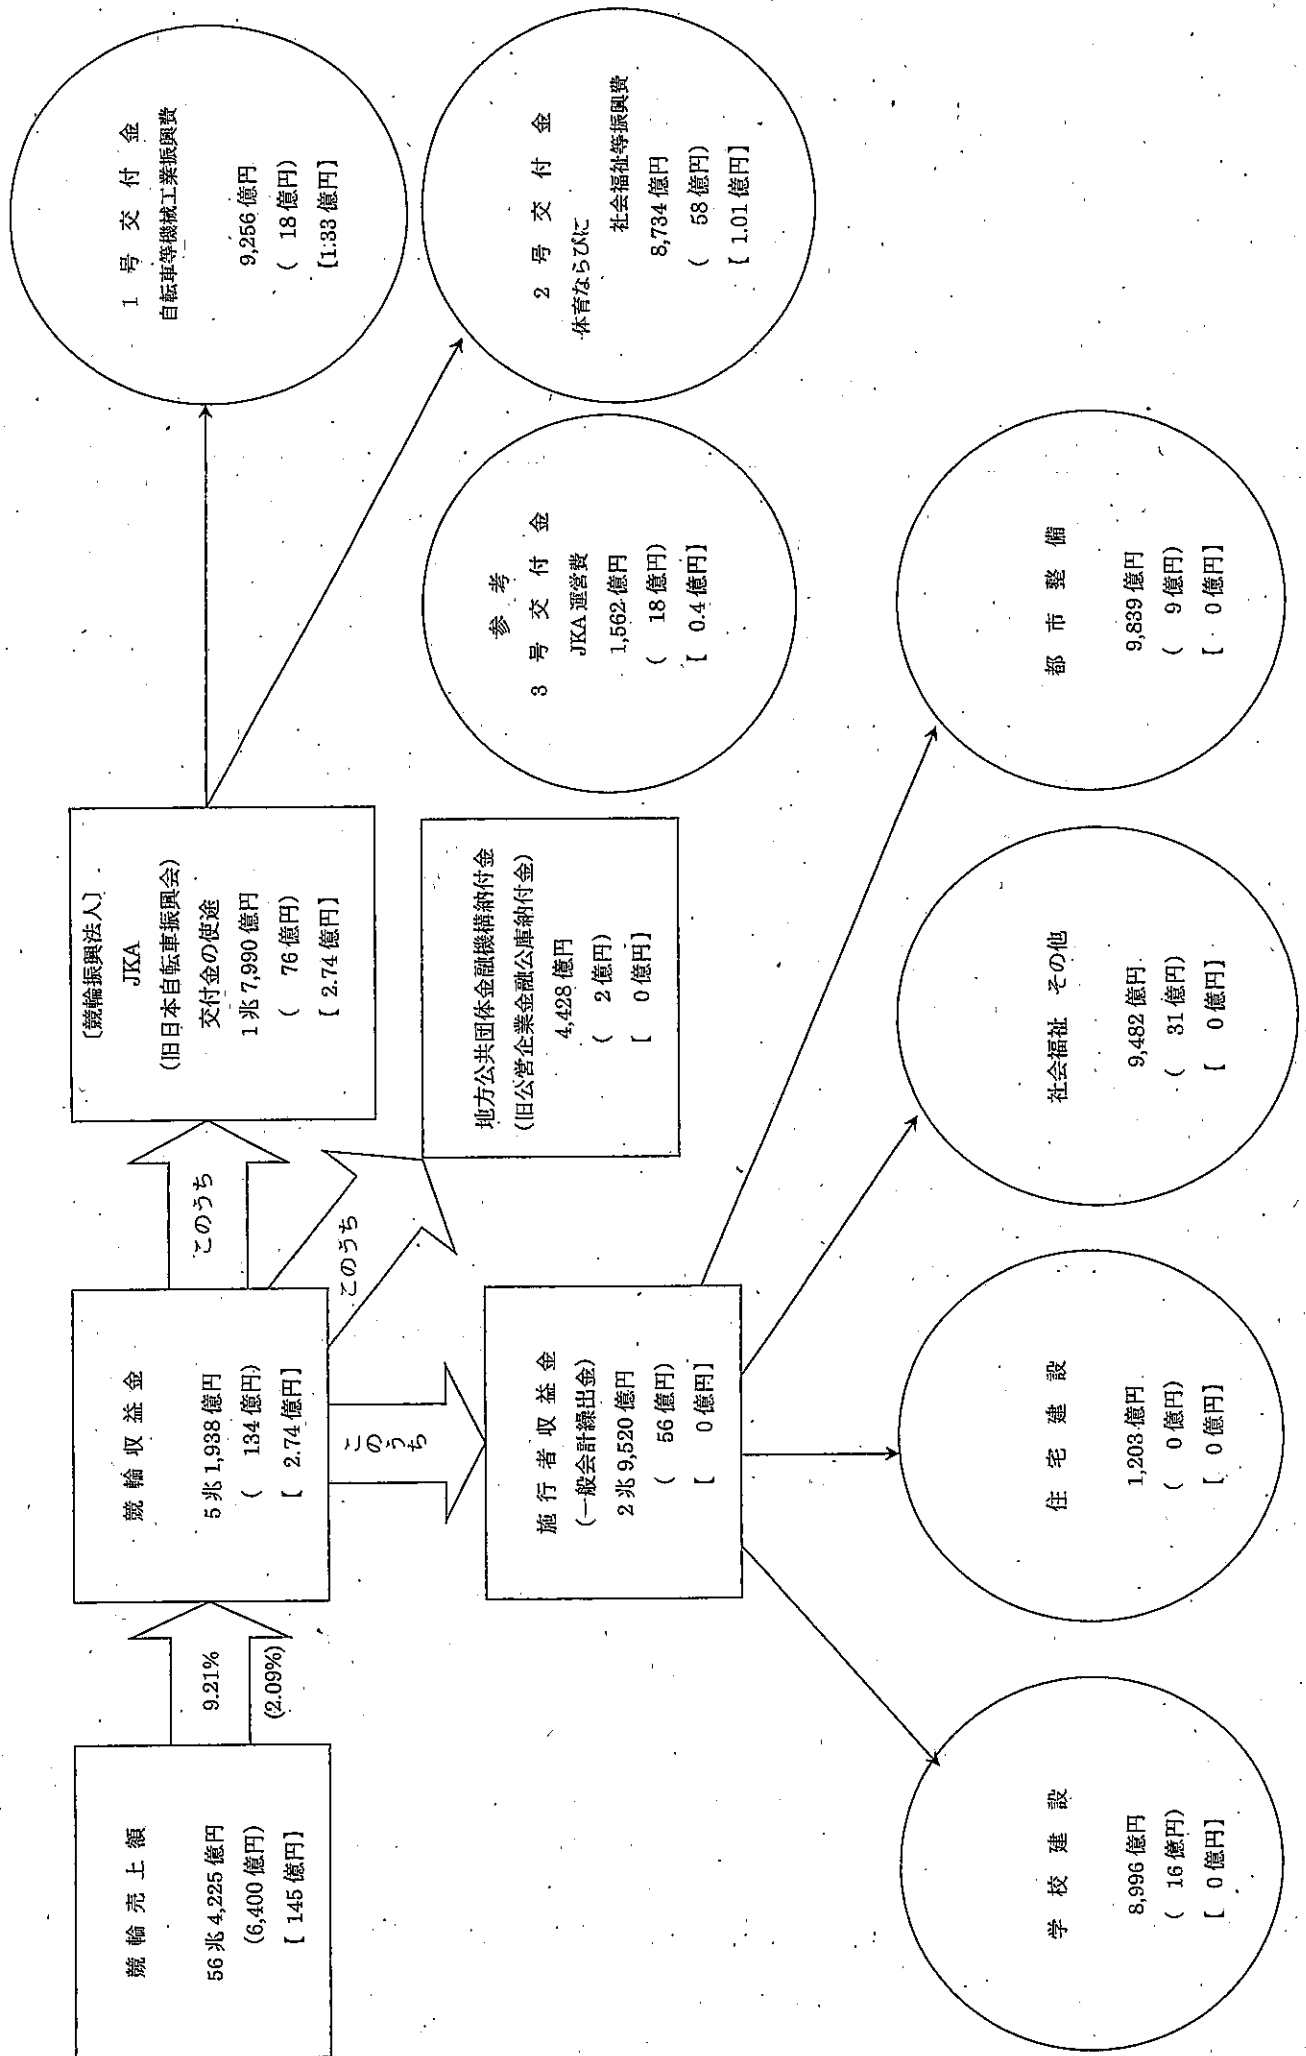 競輪売上額
56兆4,225億円
(6,400億円)
[ 145億円]
9.21%
(2.09%)
競輪収益金
5兆1,938億円
( 134億円)
[ 2.74億円]
このうち
〔競輪振興法人〕
JKA
(旧日本自転車振興会)
交付金の使途
1兆7,990億円
( 76億円)
[ 2.74億円]
1号交付金
自転車等機械工業振興費
9,256億円
( 18億円)
[1.33億円]
2号交付金
体育ならびに
社会福祉等振興費
8,734億円
( 58億円)
[ 1.01億円]
このうち
地方公共団体金融機構納付金
(旧公営企業金融公庫納付金)
4,428億円
( 2億円)
[ 0億円]
参考
3号交付金
JKA運営費
1,562億円
( 18億円)
[ 0.4億円]
このうち
施行者収益金
(一般会計繰出金)
2兆9,520億円
( 56億円)
[ 0億円]
学校建設
8,996億円
( 16億円)
[ 0億円]
住宅建設
1,203億円
( 0億円)
[ 0億円]
社会福祉 その他
9,482億円
( 31億円)
[ 0億円]
都市整備
9,839億円
( 9億円)
[ 0億円]